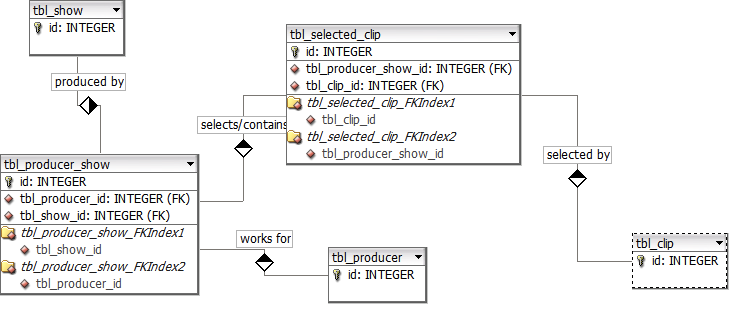 tbl_show
id: INTEGER
produced by
tbl_producer_show
id: INTEGER
tbl_producer_id: INTEGER (FK)
tbl_show_id: INTEGER (FK)
tbl_producer_show_FKIndex1
tbl_show_id
tbl_producer_show_FKIndex2
tbl_producer_id
selects/contains
works for
tbl_selected_clip
id: INTEGER
tbl_producer_show_id: INTEGER (FK)
tbl_clip_id: INTEGER (FK)
tbl_selected_clip_FKIndex1
tbl_clip_id
tbl_selected_clip_FKIndex2
tbl_producer_show_id
tbl_producer
id: INTEGER
selected by
tbl_clip
id: INTEGER